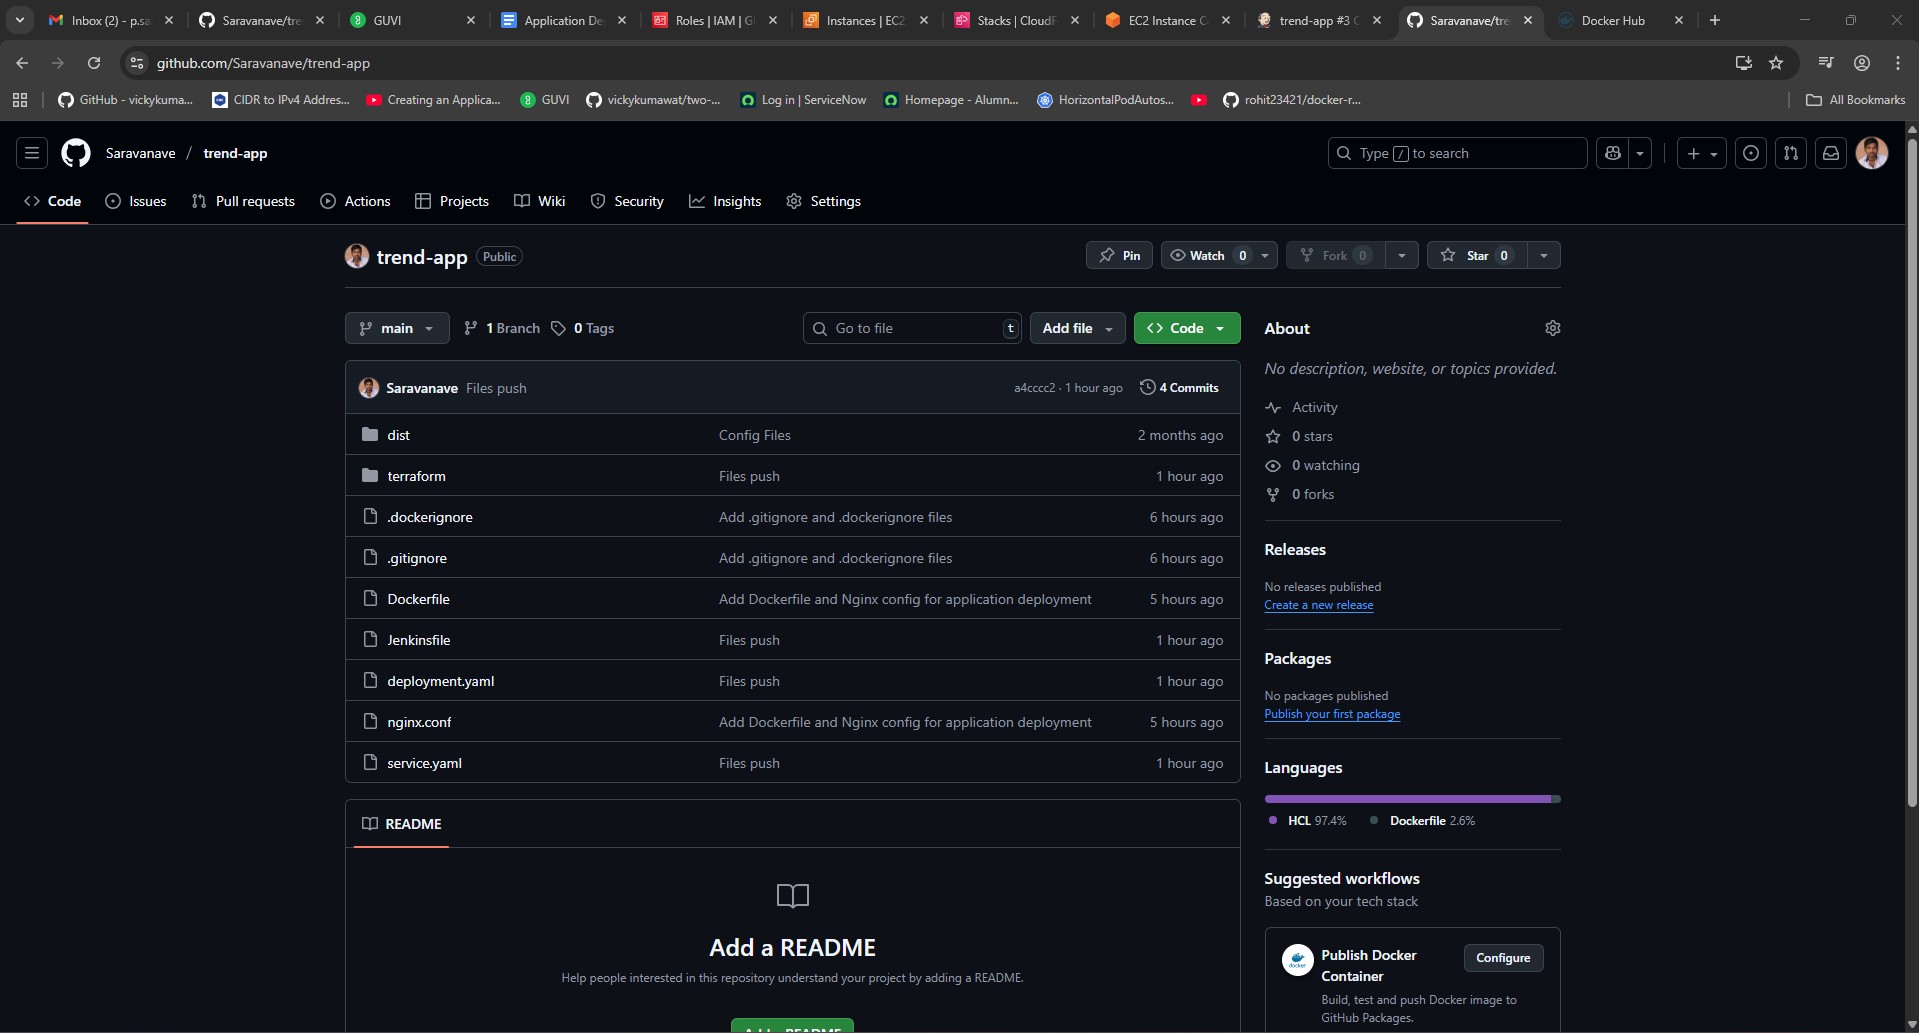 Inbox (2) - p.sa
Saravanave/tre
GUVI
Application De
Roles | IAM | Gl
Instances | EC2
Stacks | CloudF
EC2 Instance C
trend-app #3 C
Saravanave/tre
Docker Hub
github.com/Saravanave/trend-app
GitHub - vickykuma...
CIDR to IPv4 Addres...
Creating an Applica...
GUVI
vickykumawat/two-...
Log in | ServiceNow
Homepage - Alumn...
HorizontalPodAutos...
rohit23421/docker-r...
All Bookmarks
Saravanave / trend-app
Type / to search
Code
Issues
Pull requests
Actions
Projects
Wiki
Security
Insights
Settings
trend-app Public
Pin
Watch 0
Fork 0
Star 0
main
1 Branch
0 Tags
Go to file
t
Add file
Code
Saravanave Files push a4cccc2 · 1 hour ago 4 Commits
dist Config Files 2 months ago
terraform Files push 1 hour ago
.dockerignore Add .gitignore and .dockerignore files 6 hours ago
.gitignore Add .gitignore and .dockerignore files 6 hours ago
Dockerfile Add Dockerfile and Nginx config for application deployment 5 hours ago
Jenkinsfile Files push 1 hour ago
deployment.yaml Files push 1 hour ago
nginx.conf Add Dockerfile and Nginx config for application deployment 5 hours ago
service.yaml Files push 1 hour ago
README
Add a README
Help people interested in this repository understand your project by adding a README.
Add a README
About
No description, website, or topics provided.
Activity
0 stars
0 watching
0 forks
Releases
No releases published
Create a new release
Packages
No packages published
Publish your first package
Languages
HCL 97.4%
Dockerfile 2.6%
Suggested workflows
Based on your tech stack
docker
Publish Docker
Container
Configure
Build, test and push Docker image to
GitHub Packages.